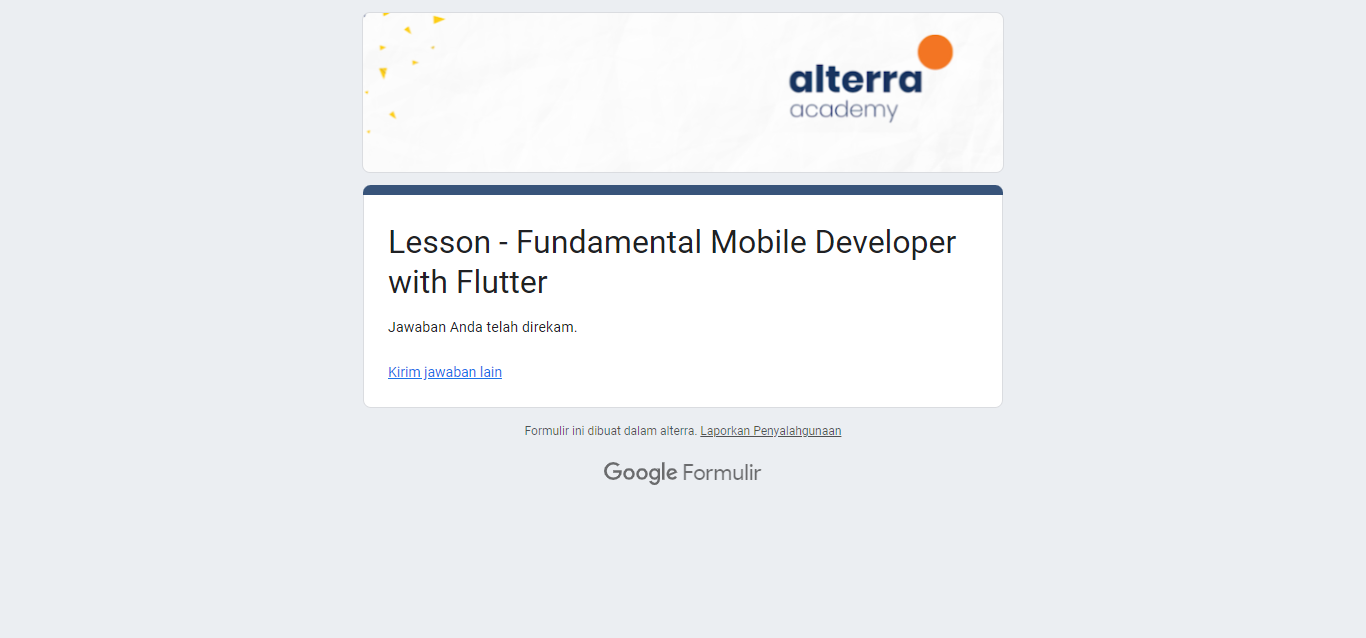 alterra
academy
Lesson - Fundamental Mobile Developer
with Flutter
Jawaban Anda telah direkam.
Kirim jawaban lain
Formulir ini dibuat dalam alterra. Laporkan Penyalahgunaan
Google Formulir